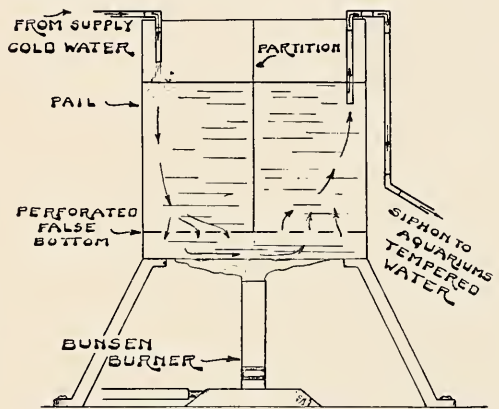 FROM SUPPLY
COLD WATER
PARTITION
PAIL
PERFORATED
FALSE
BOTTOM
SIPHON TO
AQUARIUMS
TEMPERED
WATER
BUNSEN
BURNER